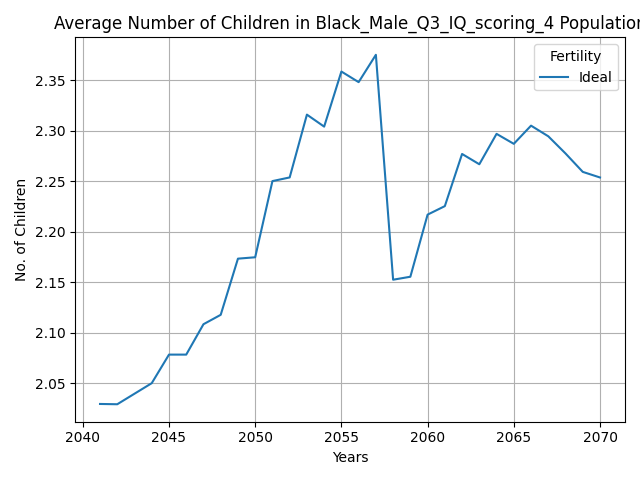 Average Number of Children in Black_Male_Q3_IQ_scoring_4 Population
Fertility
Ideal
No. of Children
2.35
2.30
2.25
2.20
2.15
2.10
2.05
2040 2045 2050 2055 2060 2065 2070
Years